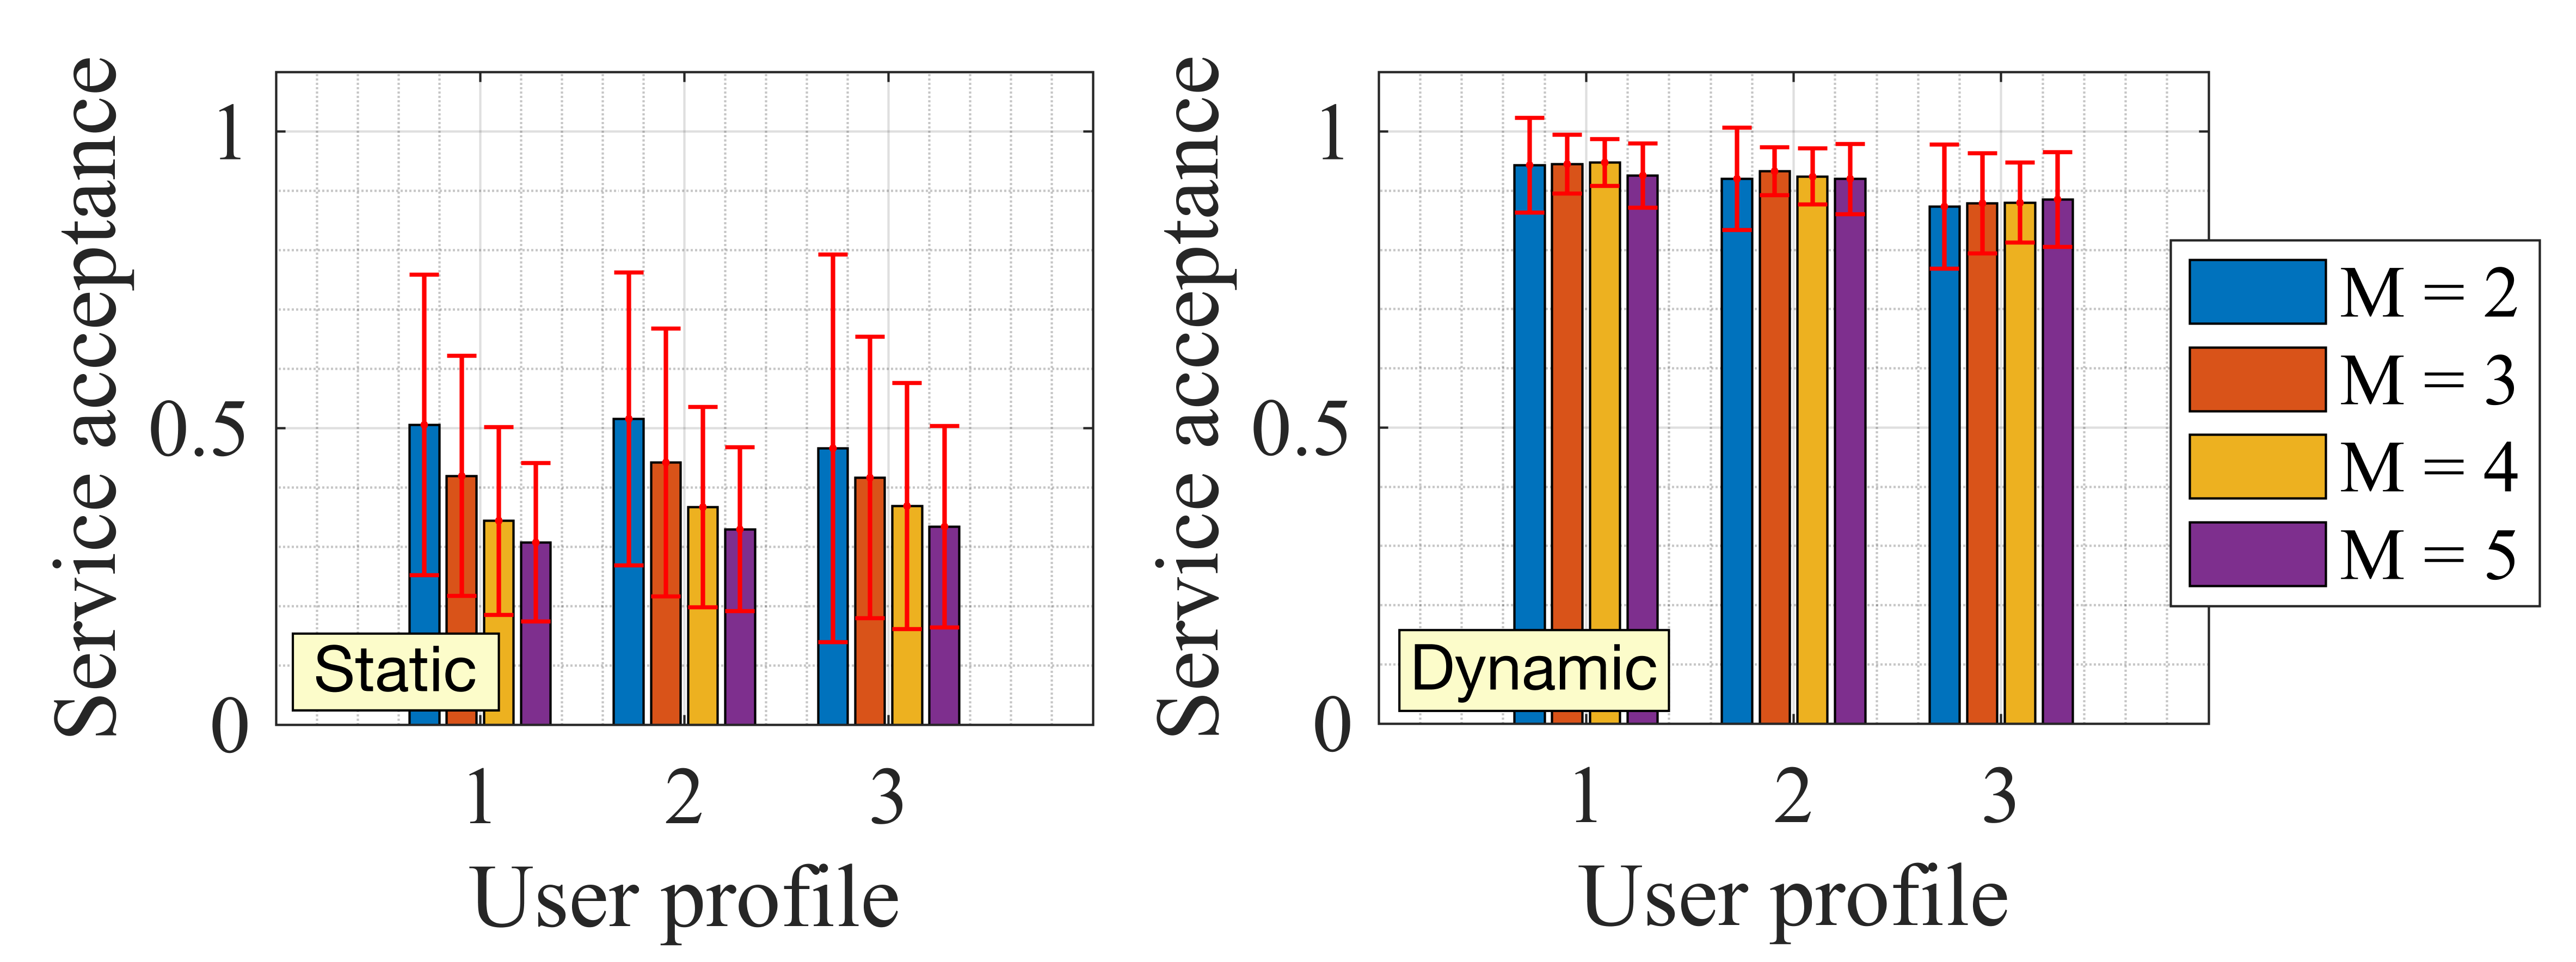 Service acceptance
1
0.5
0
Static
1 2 3
User profile
Service acceptance
1
0.5
0
Dynamic
1 2 3
User profile
M = 2
M = 3
M = 4
M = 5